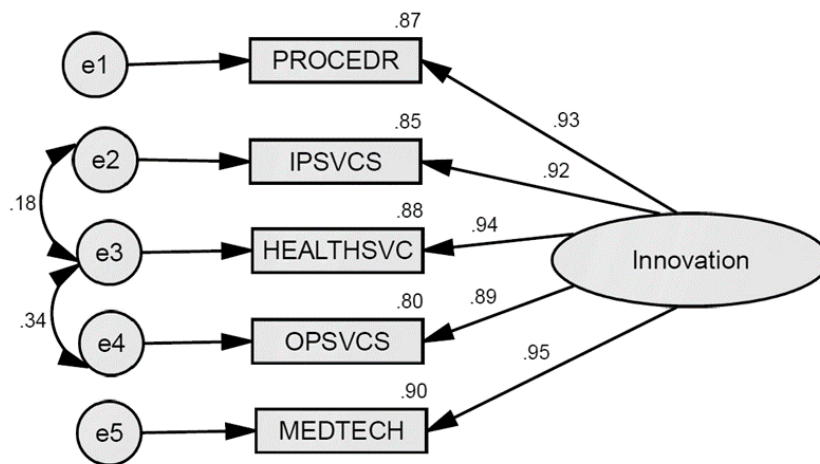 .87
e1
PROCEDR
.93
.85
e2
IPSVCS
.92
.18
.88
e3
HEALTHSVC
.94
Innovation
.34
.80
e4
OPSVCS
.89
.95
.90
e5
MEDTECH